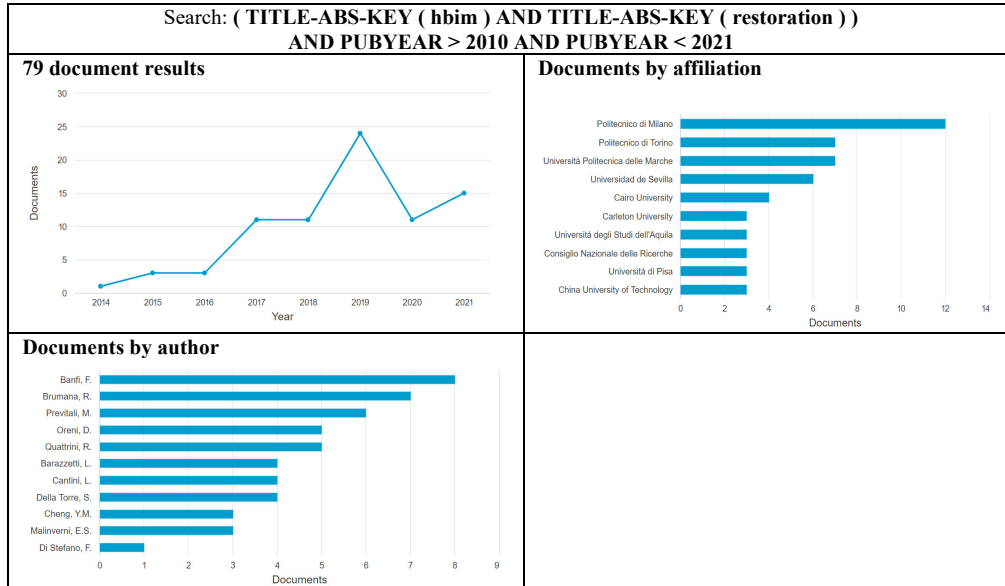 Search: ( TITLE-ABS-KEY ( hbim ) AND TITLE-ABS-KEY ( restoration ) )
AND PUBYEAR > 2010 AND PUBYEAR < 2021
79 document results
30
25
20
15
10
5
0
Documents
2014 2015 2016 2017 2018 2019 2020 2021
Year
Documents by affiliation
Politecnico di Milano
Politecnico di Torino
Università Politecnica delle Marche
Universidad de Sevilla
Cairo University
Carleton University
Università degli Studi dell'Aquila
Consiglio Nazionale delle Ricerche
Università di Pisa
China University of Technology
0 2 4 6 8 10 12 14
Documents
Documents by author
Banfi, F.
Brumana, R.
Previtali, M.
Oreni, D.
Quattrini, R.
Barazzetti, L.
Cantini, L.
Della Torre, S.
Cheng, Y.M.
Malinverni, E.S.
Di Stefano, F.
0 1 2 3 4 5 6 7 8 9
Documents